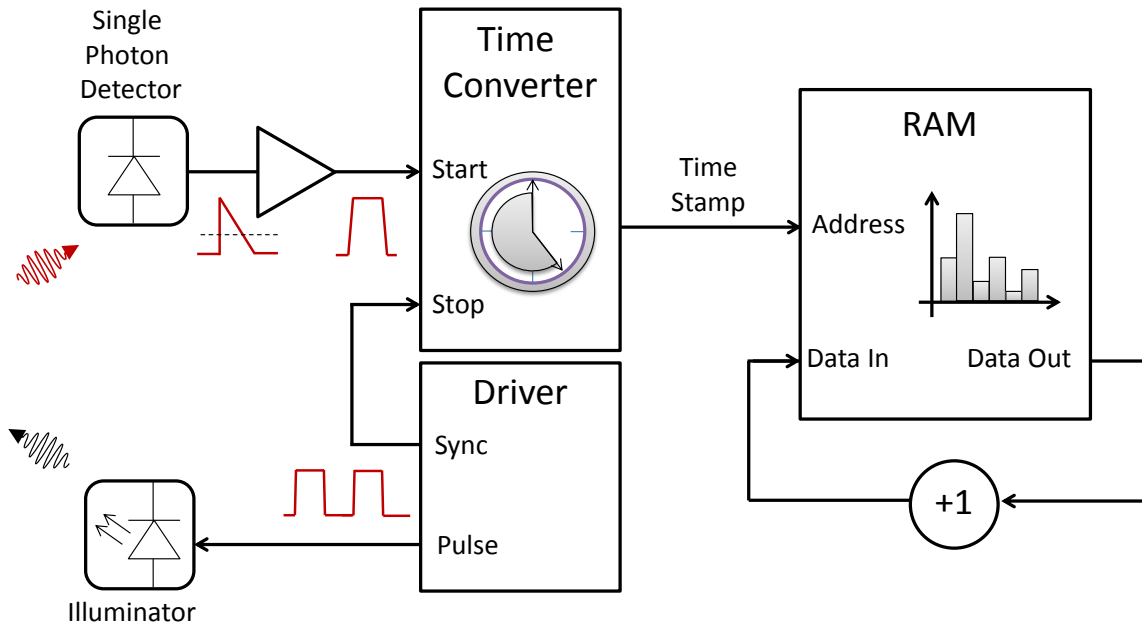 Single
Photon
Detector
Time
Converter
Start
Stop
Time
Stamp
RAM
Address
Data In
Data Out
+1
Driver
Sync
Pulse
Illuminator